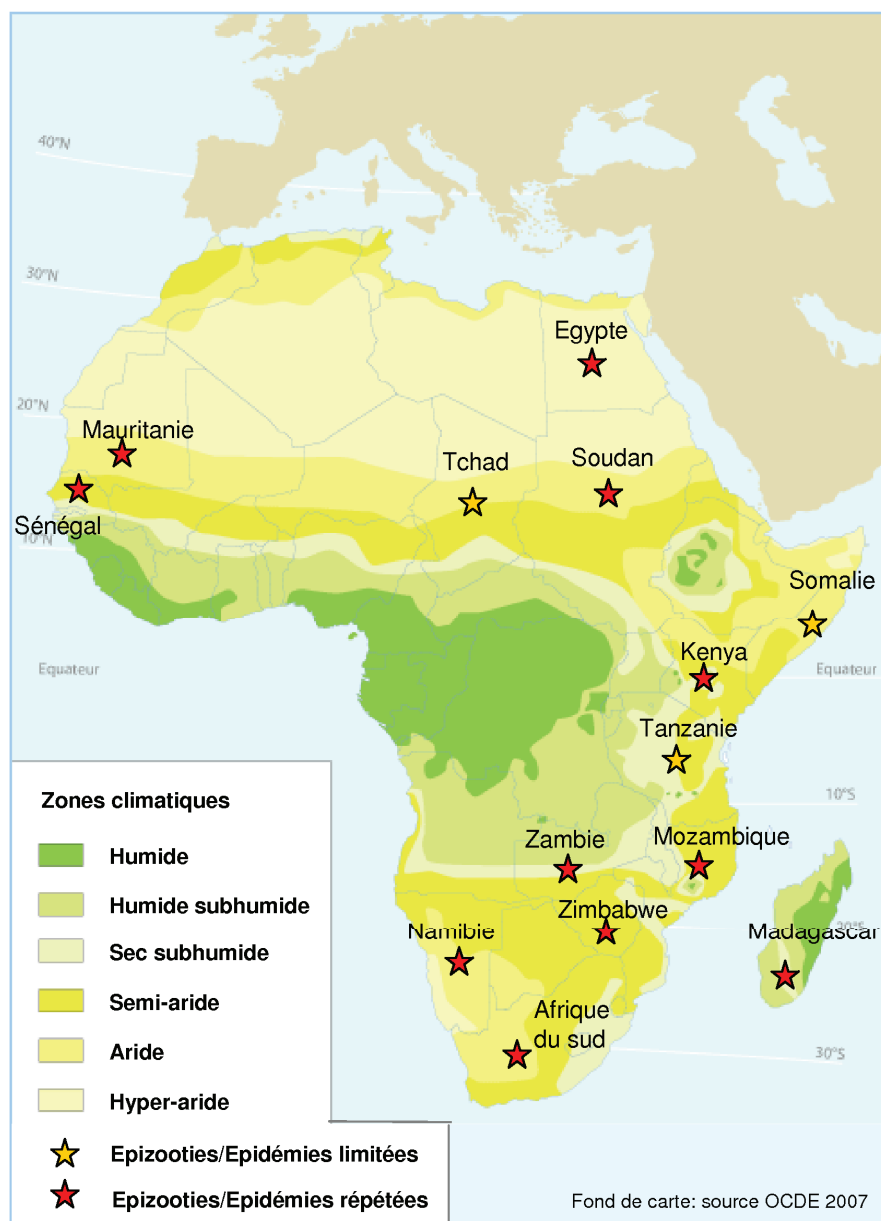 40°N
30°N
Egypte
20°N
Mauritanie
Tchad
Soudan
Sénégal
10°N
Somalie
Kenya
Equateur
Equateur
Tanzanie
Zones climatiques
10°S
Zambie
Mozambique
Humide
Humide subhumide
Zimbabwe
Namibie
Madagascar
Sec subhumide
Semi-aride
Afrique
du sud
Aride
30°S
Hyper-aride
Epizooties/Epidémies limitées
Epizooties/Epidémies répétées
Fond de carte: source OCDE 2007